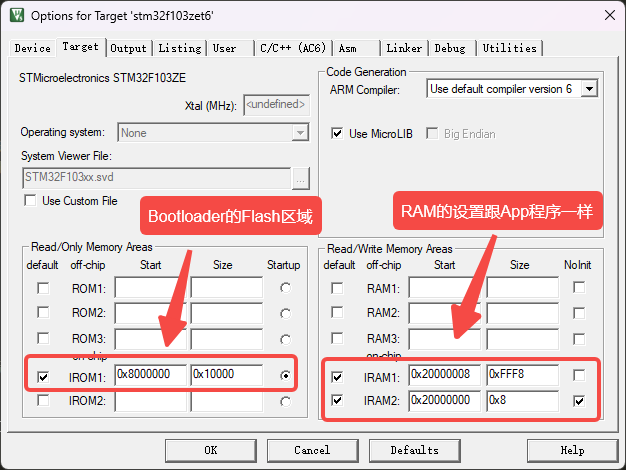 Options for Target 'stm32f103zet6'
Device Target Output Listing User C/C++ (AC6) Asm Linker Debug Utilities
STMicroelectronics STM32F103ZE
Xtal (MHz): <undefined>
Operating system: None
System Viewer File:
STM32F103xx.svd ...
Use Custom File
Code Generation
ARM Compiler: Use default compiler version 6
Use MicroLIB Big Endian
Bootloader的Flash区域
RAM的设置跟App程序一样
Read/Only Memory Areas
default off-chip Start Size Startup
ROM1:
ROM2:
ROM3:
on-chip
IROM1: 0x8000000 0x10000
IROM2:
Read/Write Memory Areas
default off-chip Start Size NoInit
RAM1:
RAM2:
RAM3:
on-chip
IRAM1: 0x20000008 0xFFF8
IRAM2: 0x20000000 0x8
OK Cancel Defaults Help